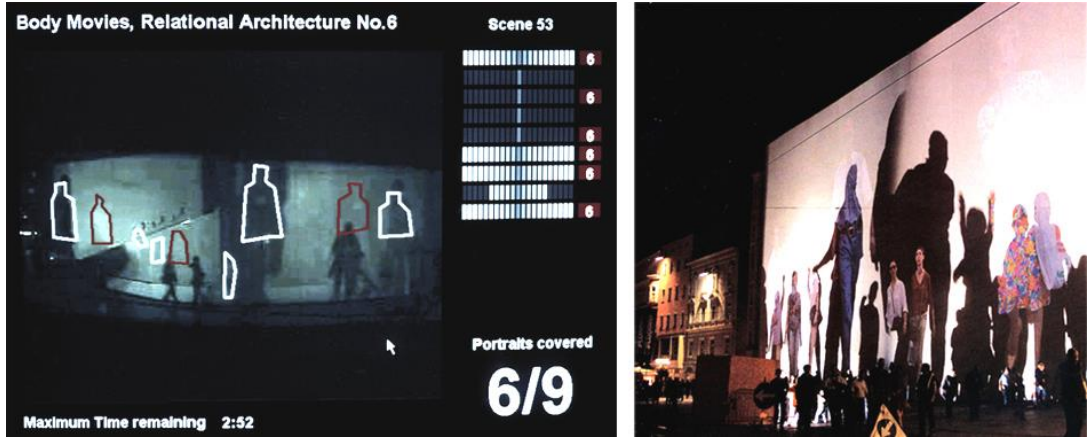 Body Movies, Relational Architecture No.6
Scene 53
6
6
6
6
6
6
Portraits covered
6/9
Maximum Time remaining 2:52